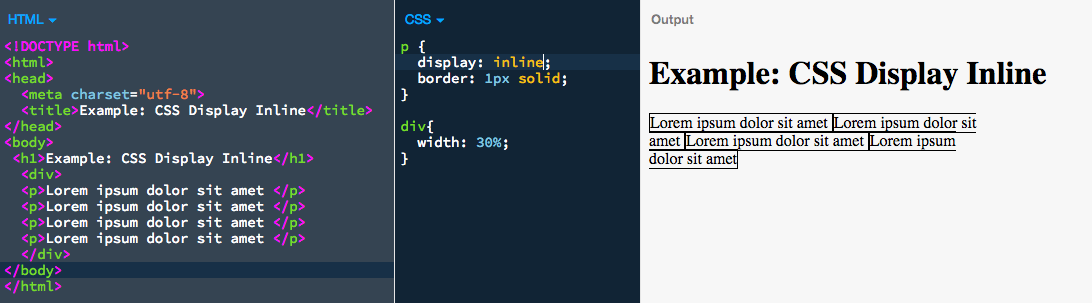 HTML
<!DOCTYPE html>
<html>
<head>
<meta charset="utf-8">
<title>Example: CSS Display Inline</title>
</head>
<body>
<h1>Example: CSS Display Inline</h1>
<div>
<p>Lorem ipsum dolor sit amet </p>
<p>Lorem ipsum dolor sit amet </p>
<p>Lorem ipsum dolor sit amet </p>
<p>Lorem ipsum dolor sit amet </p>
</div>
</body>
</html>
CSS
p {
display: inline;
border: 1px solid;
}
div{
width: 30%;
}
Output
Example: CSS Display Inline
Lorem ipsum dolor sit amet Lorem ipsum dolor sit
amet Lorem ipsum dolor sit amet Lorem ipsum
dolor sit amet